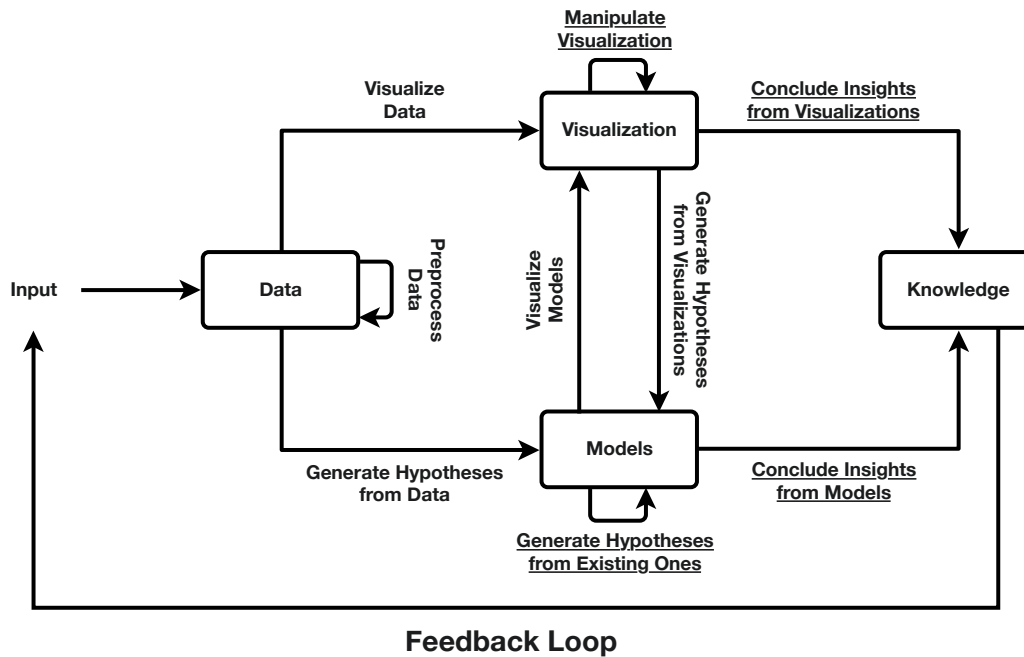 Manipulate
Visualization
Visualize
Data
Visualization
Conclude Insights
from Visualizations
Input
Data
Preprocess
Data
Visualize
Models
Generate Hypotheses
from Visualizations
Knowledge
Generate Hypotheses
from Data
Models
Conclude Insights
from Models
Generate Hypotheses
from Existing Ones
Feedback Loop